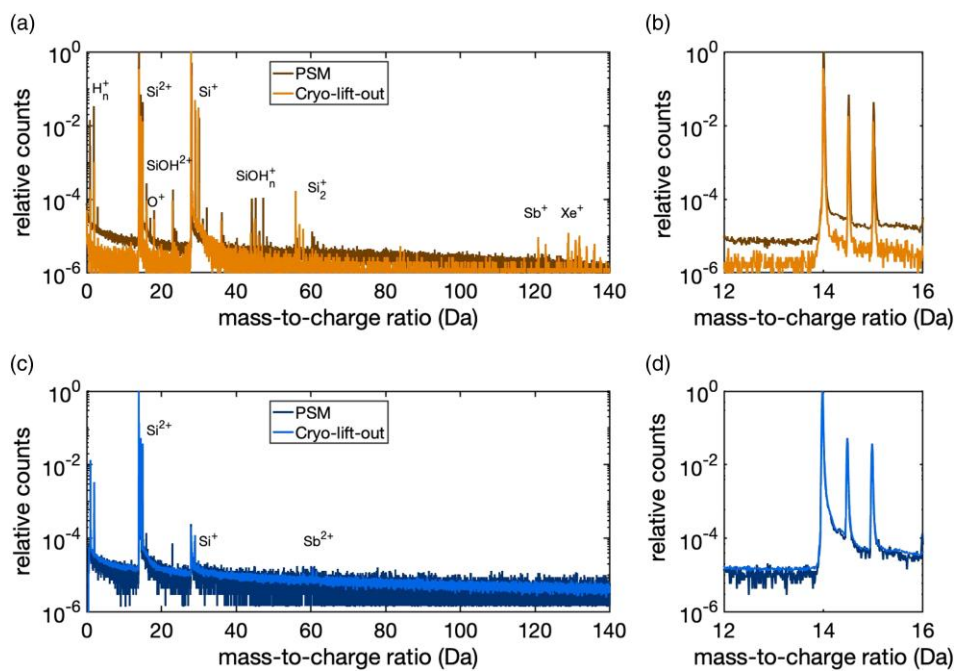 (a)
10^0
10^-2
10^-4
10^-6
relative counts
H_n^+
Si^2+
SiOH^2+
O^+
Si^+
SiOH_n^+
Si_2^+
Sb^+
Xe^+
PSM
Cryo-lift-out
0 20 40 60 80 100 120 140
mass-to-charge ratio (Da)
(b)
10^0
10^-2
10^-4
10^-6
relative counts
12 13 14 15 16
mass-to-charge ratio (Da)
(c)
10^0
10^-2
10^-4
10^-6
relative counts
Si^2+
Si^+
Sb^2+
PSM
Cryo-lift-out
0 20 40 60 80 100 120 140
mass-to-charge ratio (Da)
(d)
10^0
10^-2
10^-4
10^-6
relative counts
12 13 14 15 16
mass-to-charge ratio (Da)